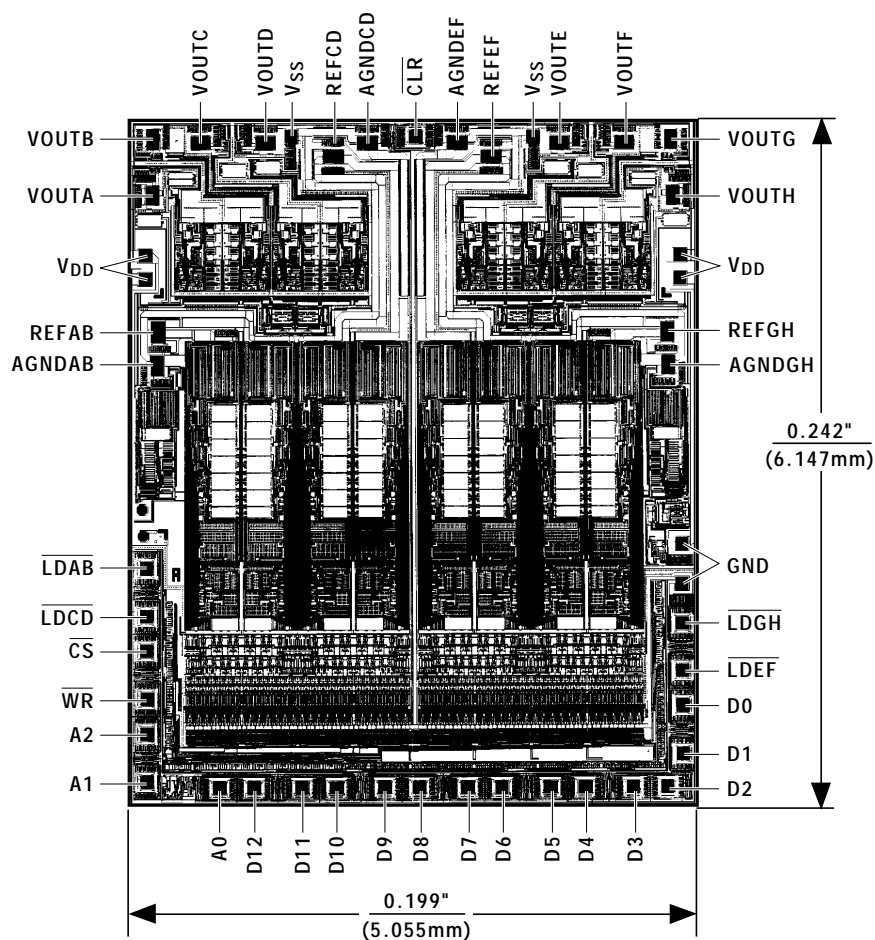 VOUTC
VOUTD
VSS
REFCD
AGNDCD
CLR
AGNDEF
REFEF
VSS
VOUTE
VOUTF
VOUTB
VOUTG
VOUTA
VOUTH
VDD
VDD
REFAB
REFGH
AGNDAB
AGNDGH
0.242"
(6.147mm)
LDAB
GND
LDCD
LDGH
CS
LDEF
WR
D0
A2
D1
A1
D2
A0
D12
D11
D10
D9
D8
D7
D6
D5
D4
D3
0.199"
(5.055mm)